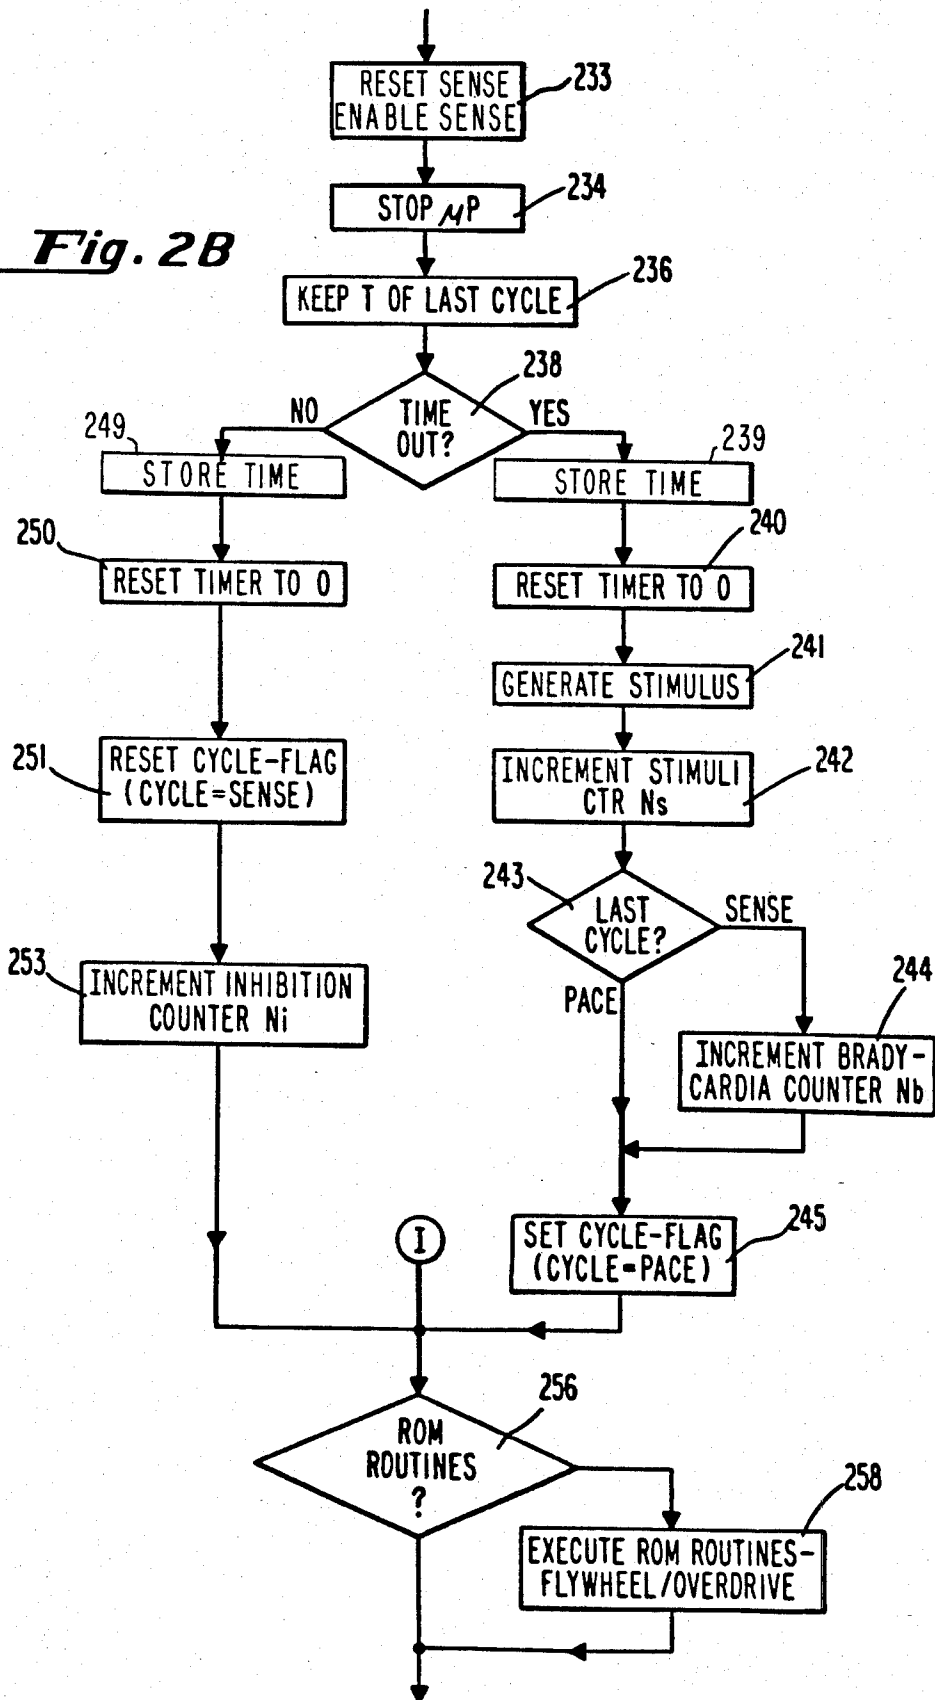 RESET SENSE
ENABLE SENSE
233
STOP μP
234
Fig. 2B
KEEP T OF LAST CYCLE
236
238
TIME
OUT?
NO
YES
249
STORE TIME
239
STORE TIME
250
RESET TIMER TO 0
240
RESET TIMER TO 0
241
GENERATE STIMULUS
251
RESET CYCLE-FLAG
(CYCLE=SENSE)
INCREMENT STIMULI
CTR Ns
242
243
LAST
CYCLE?
SENSE
PACE
253
INCREMENT INHIBITION
COUNTER Ni
244
INCREMENT BRADY-
CARDIA COUNTER Nb
I
SET CYCLE-FLAG
(CYCLE=PACE)
245
256
ROM
ROUTINES
?
258
EXECUTE ROM ROUTINES-
FLYWHEEL/OVERDRIVE